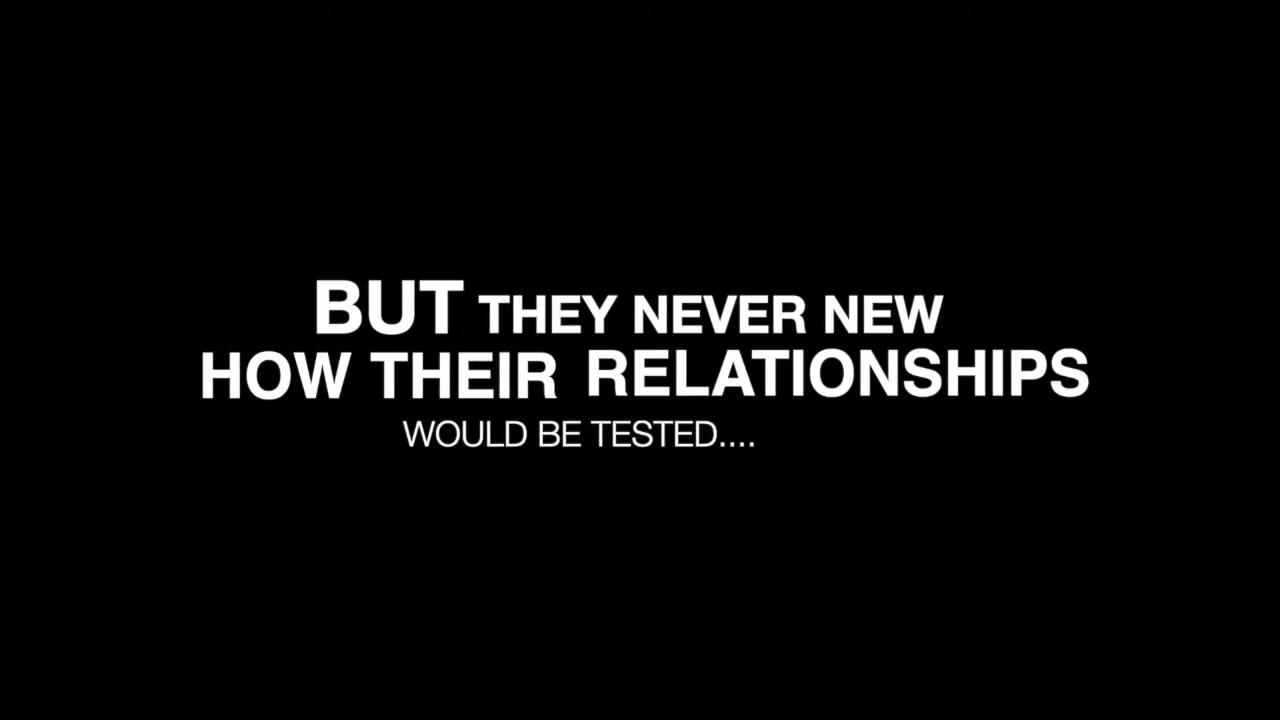 BUT THEY NEVER NEW
HOW THEIR RELATIONSHIPS
WOULD BE TESTED....